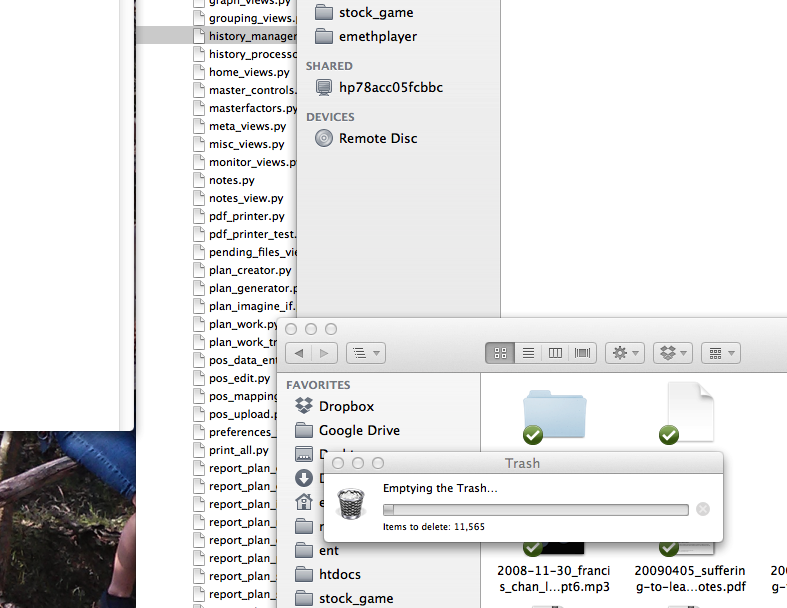 graph_views.py
grouping_views.
history_manager
history_processo
home_views.py
master_controls.
masterfactors.py
meta_views.py
misc_views.py
monitor_views.p
notes.py
notes_view.py
pdf_printer.py
pdf_printer_test.
pending_files_vie
plan_creator.py
plan_generator.p
plan_imagine_if.
plan_work.py
plan_work_tr
pos_data_ent
pos_edit.py
pos_mapping
pos_upload.p
preferences_
print_all.py
report_plan_
report_plan_
report_plan_
report_plan_
report_plan_
report_plan_
report_plan_
report_plan_
stock_game
emethplayer
SHARED
hp78acc05fcbbc
DEVICES
Remote Disc
FAVORITES
Dropbox
Google Drive
ent
htdocs
stock_game
Trash
Emptying the Trash...
Items to delete: 11,565
2008-11-30_franci
s_chan_l...pt6.mp3
20090405_sufferin
g-to-lea...otes.pdf
200
g-t